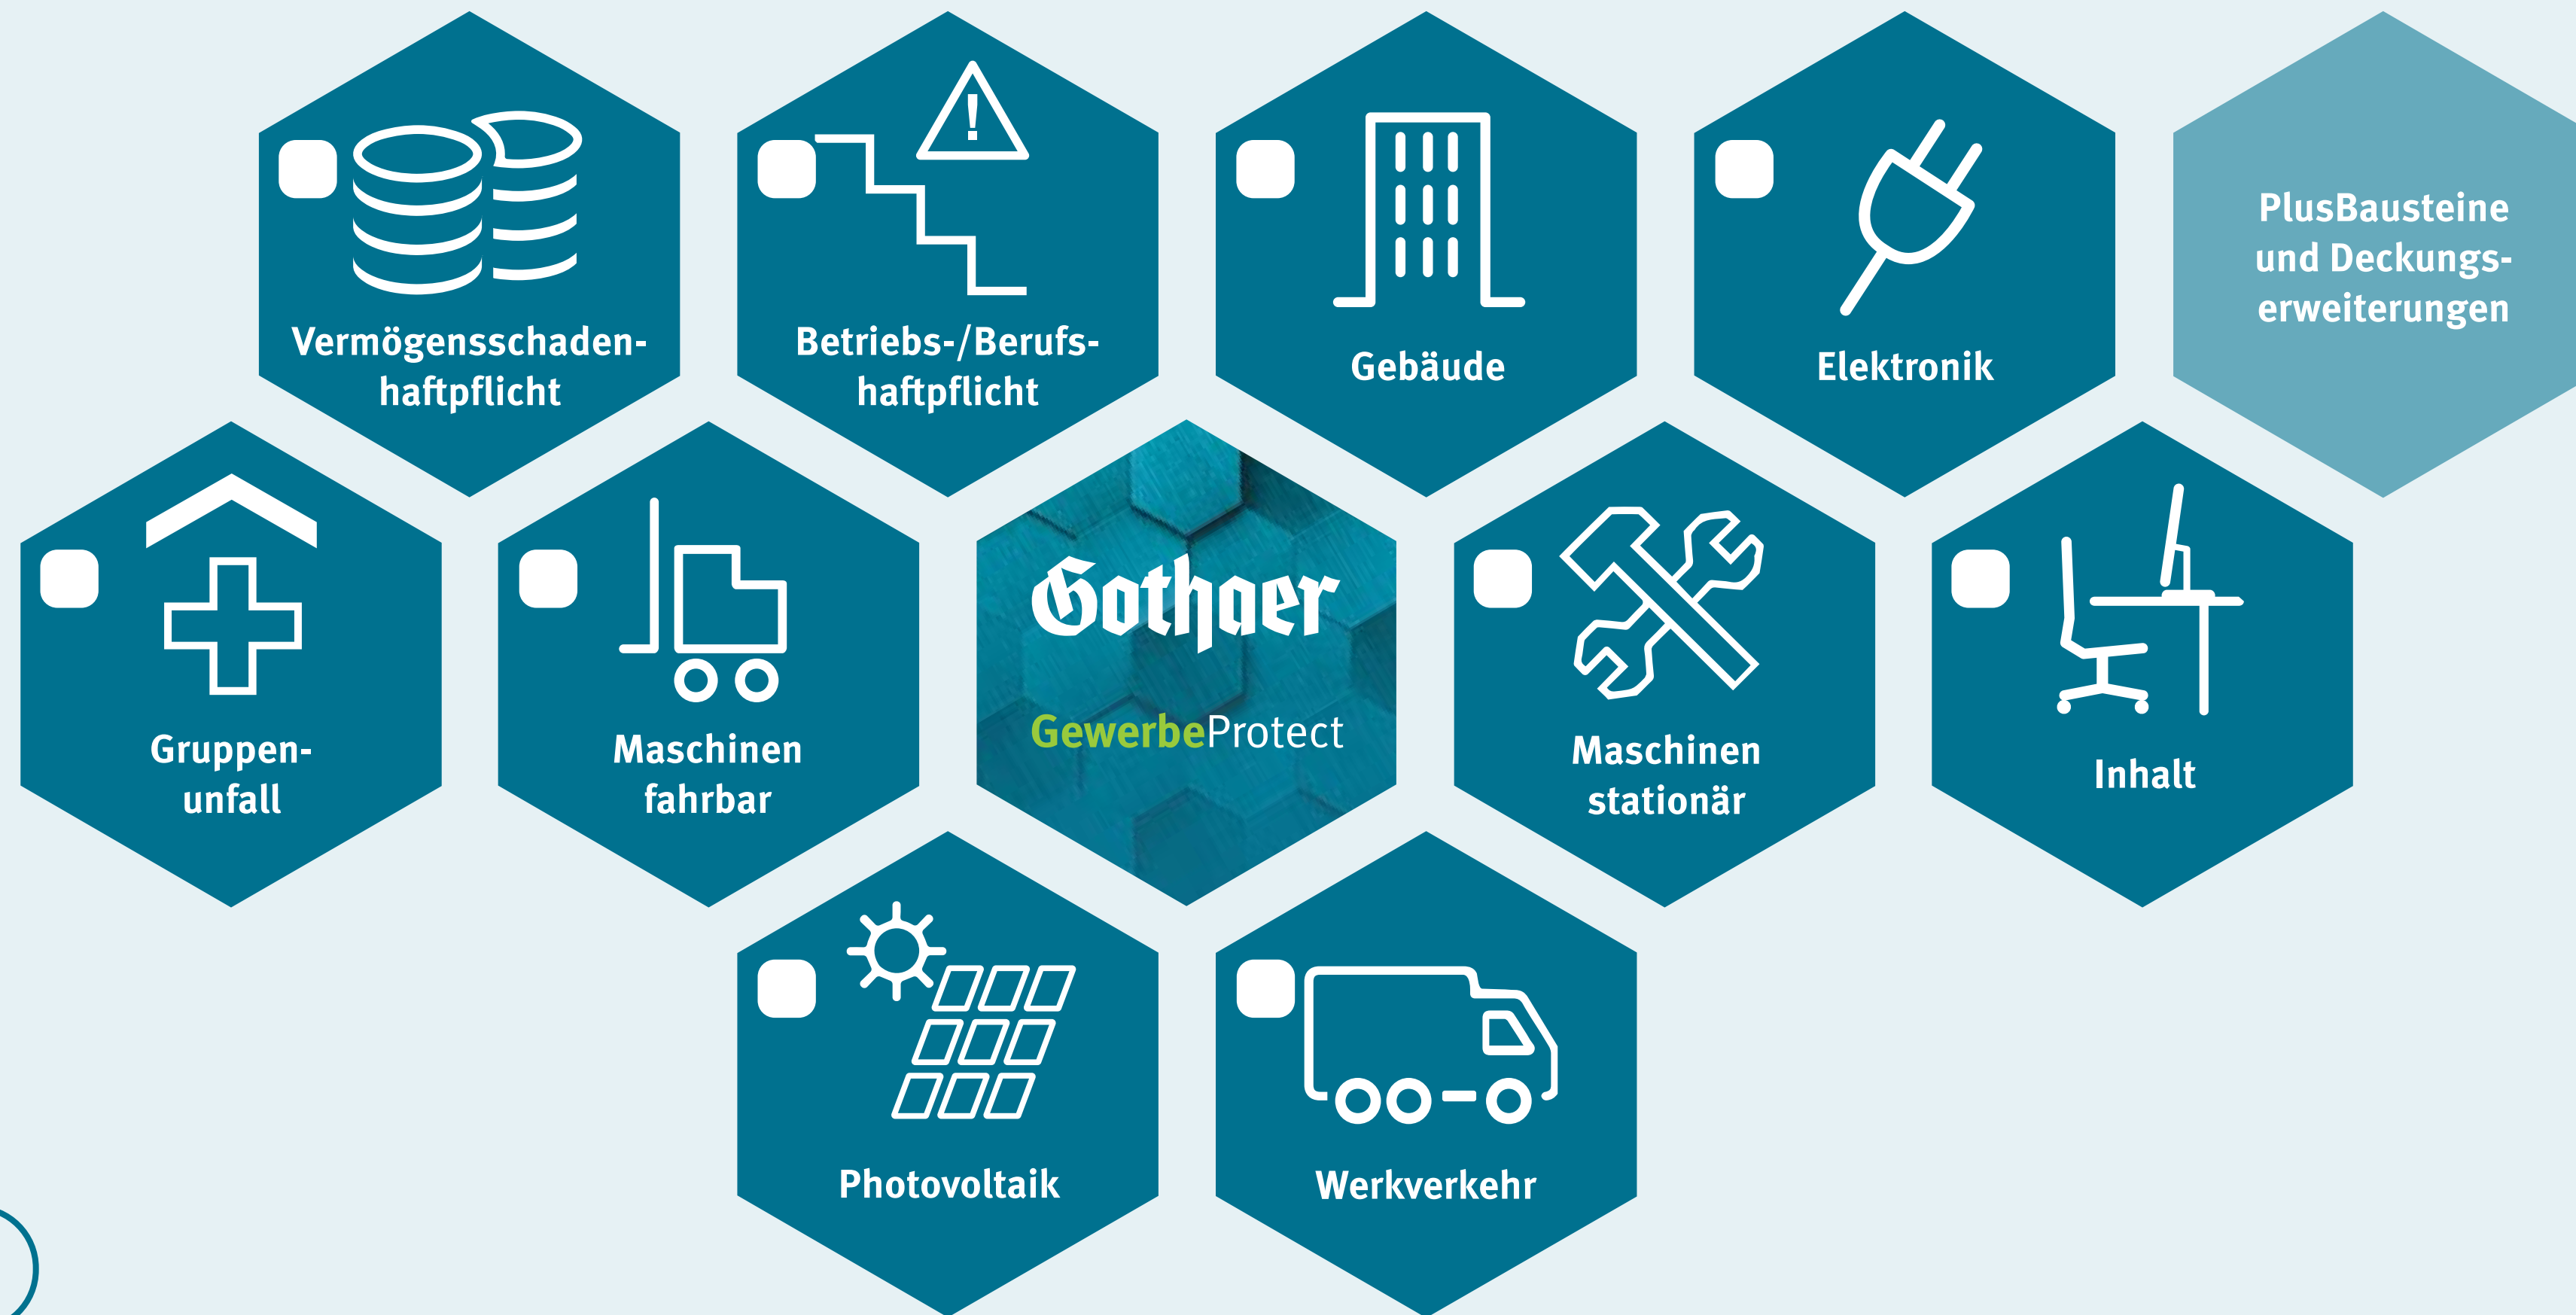 Vermögensschaden-
haftpflicht
Betriebs-/Berufs-
haftpflicht
!
Gebäude
Elektronik
PlusBausteine
und Deckungs-
erweiterungen
Gruppen-
unfall
Maschinen
fahrbar
Gothaer
GewerbeProtect
Maschinen
stationär
Inhalt
Photovoltaik
Werkverkehr